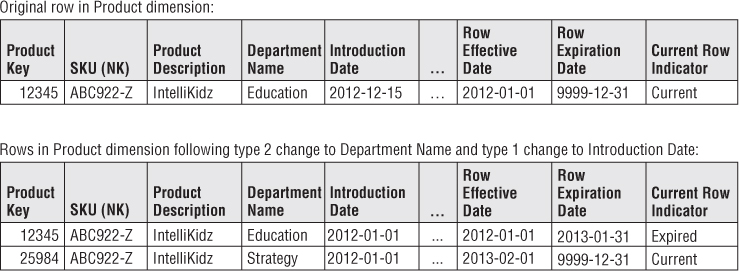 Original row in Product dimension:
Product Key SKU (NK) Product Description Department Name Introduction Date ... Row Effective Date Row Expiration Date Current Row Indicator
12345 ABC922-Z IntelliKidz Education 2012-12-15 ... 2012-01-01 9999-12-31 Current
Rows in Product dimension following type 2 change to Department Name and type 1 change to Introduction Date:
Product Key SKU (NK) Product Description Department Name Introduction Date ... Row Effective Date Row Expiration Date Current Row Indicator
12345 ABC922-Z IntelliKidz Education 2012-01-01 ... 2012-01-01 2013-01-31 Expired
25984 ABC922-Z IntelliKidz Strategy 2012-01-01 ... 2013-02-01 9999-12-31 Current